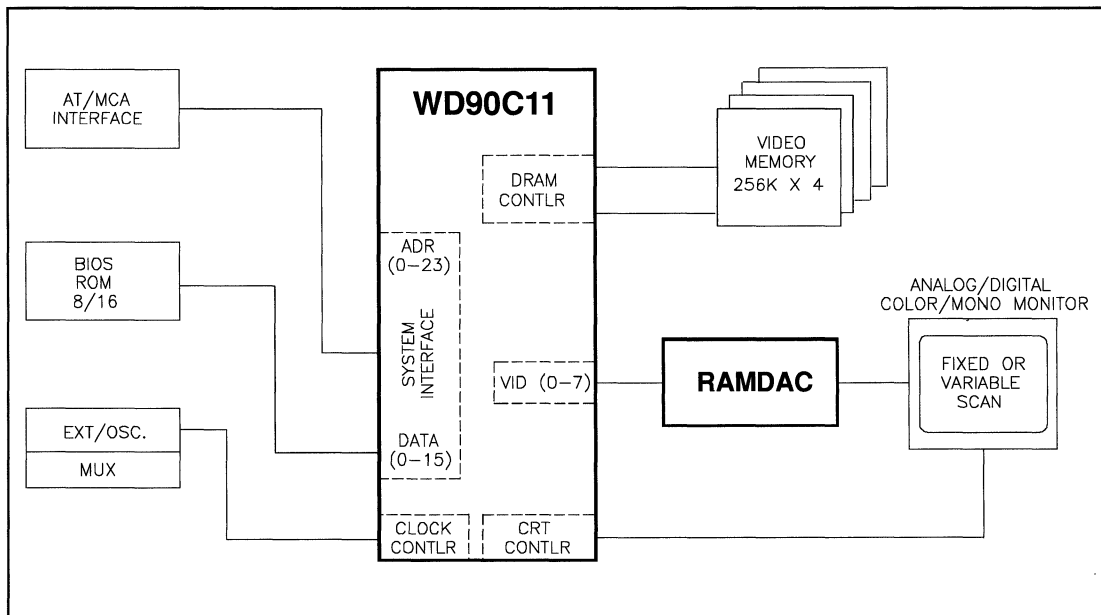 AT/MCA
INTERFACE
BIOS
ROM
8/16
EXT/OSC.
MUX
WD90C11
DRAM
CONTLR
ADR
(0-23)
SYSTEM
INTERFACE
DATA
(0-15)
VID (0-7)
CLOCK
CONTLR
CRT
CONTLR
VIDEO
MEMORY
256K X 4
RAMDAC
ANALOG/DIGITAL
COLOR/MONO MONITOR
FIXED OR
VARIABLE
SCAN